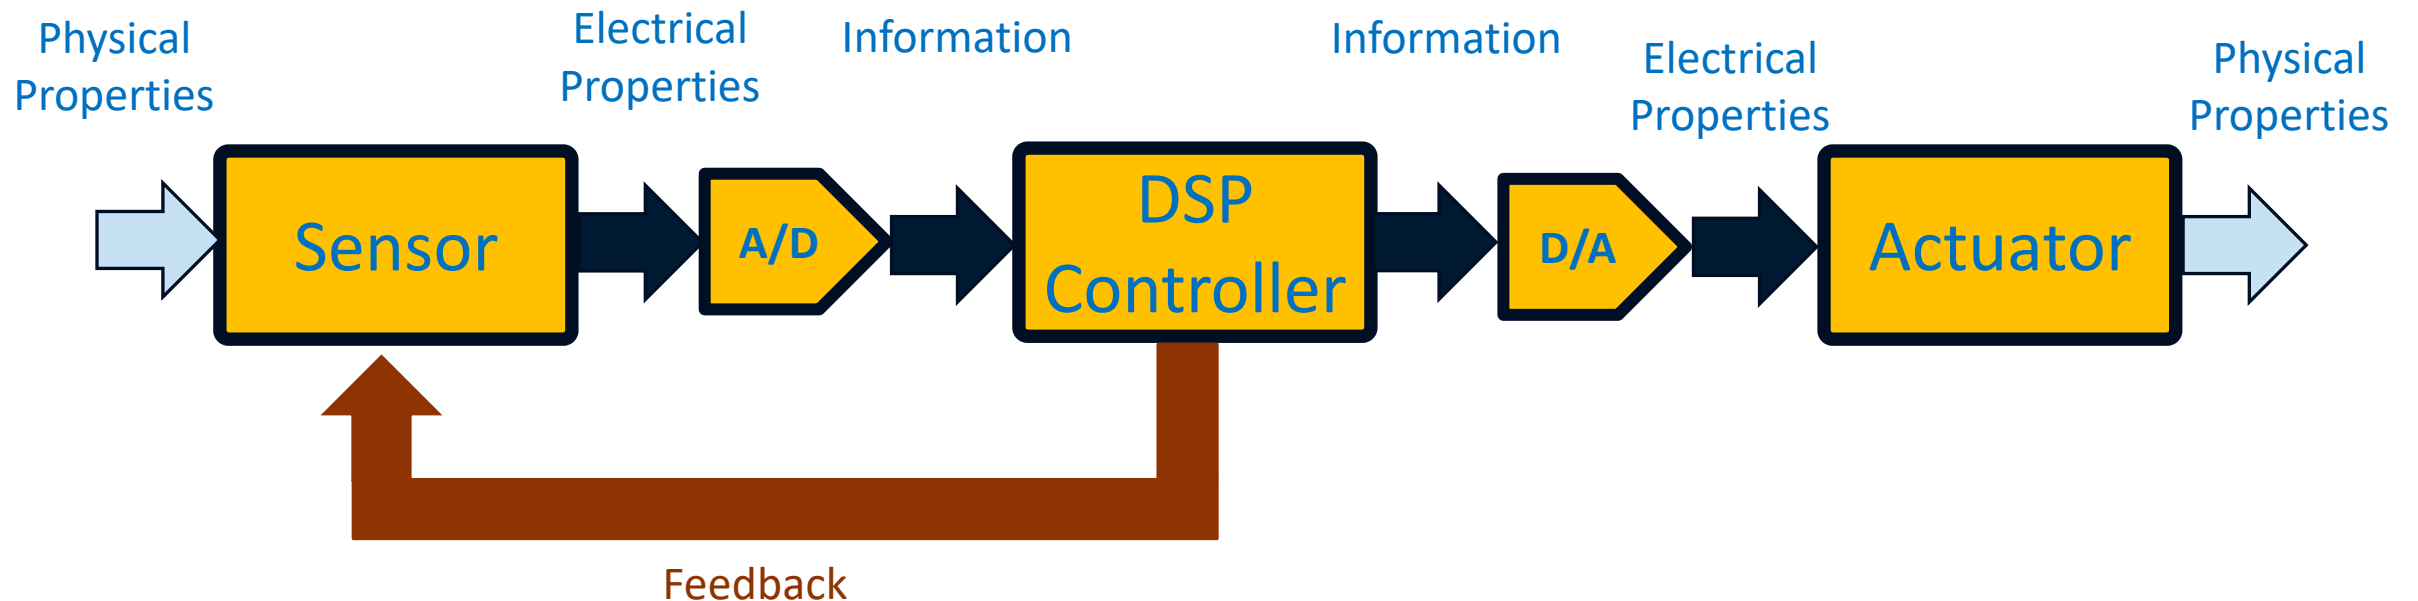 Physical
Properties
Electrical
Properties
Information
Information
Electrical
Properties
Physical
Properties
Sensor
A/D
DSP
Controller
D/A
Actuator
Feedback